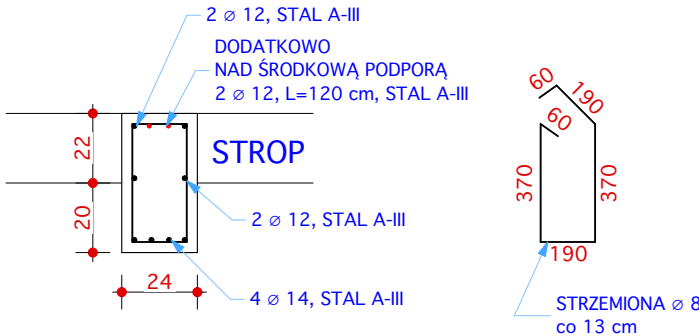 2 ⌀ 12, STAL A-III
DODATKOWO
NAD ŚRODKOWĄ PODPORĄ
2 ⌀ 12, L=120 cm, STAL A-III
STROP
22
20
24
2 ⌀ 12, STAL A-III
4 ⌀ 14, STAL A-III
60
190
60
370
370
190
STRZEMIONA ⌀ 8
co 13 cm